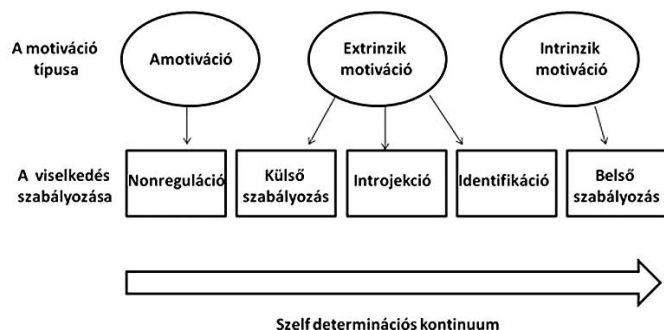 A motiváció
típusa
Amotiváció
Extrinzik
motiváció
Intrinzik
motiváció
A viselkedés
szabályozása
Nonreguláció
Külső
szabályozás
Introjekció
Identifikáció
Belső
szabályozás
Szelf determinációs kontinuum